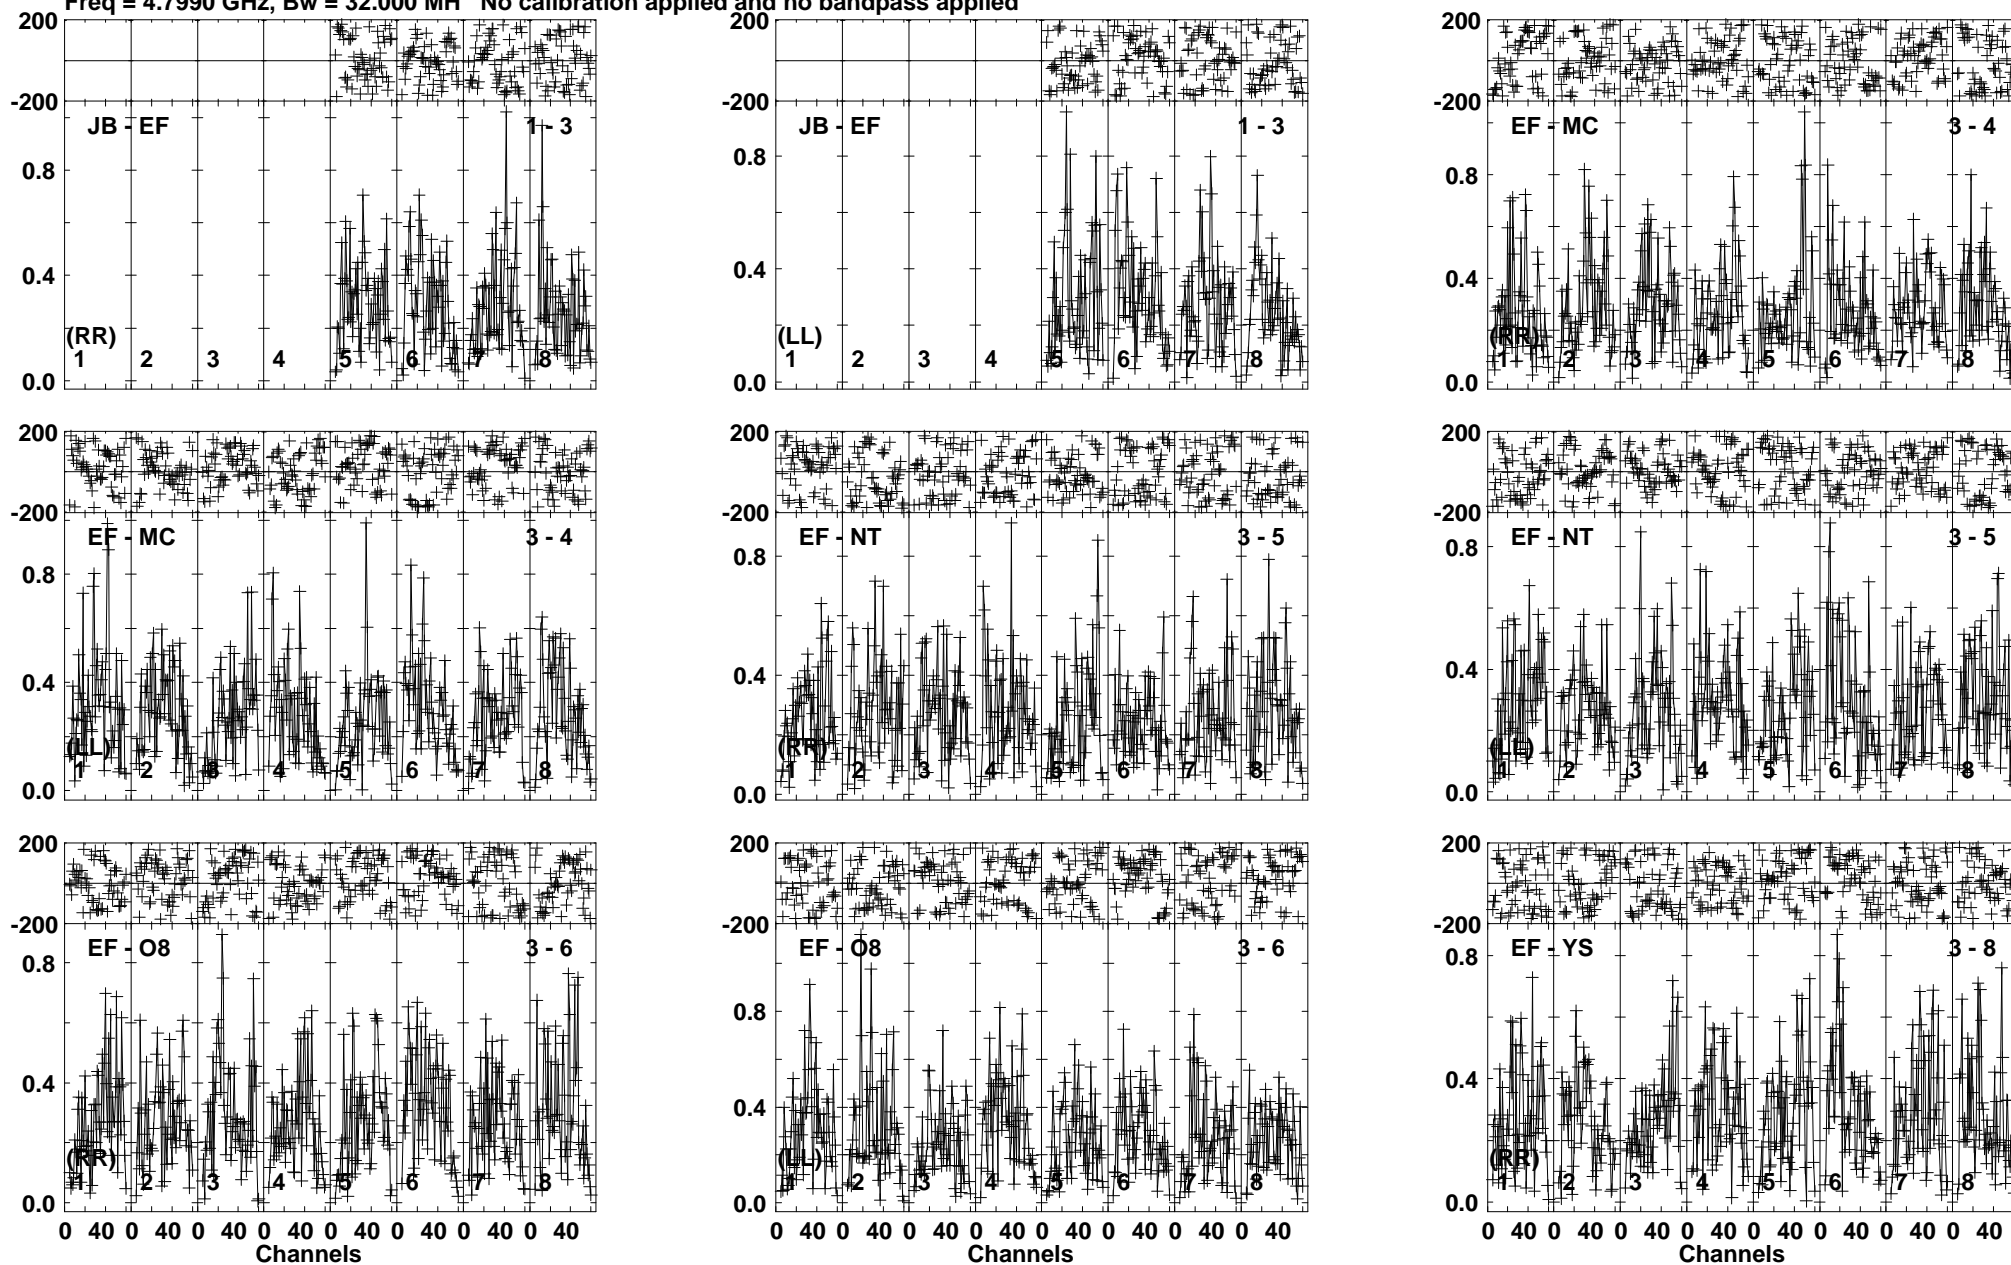 Freq = 4.7990 GHz, Bw = 32.000 MH No calibration applied and no bandpass applied
200 200 200
-200 -200 -200
JB - EF 1 - 3 JB - EF 1 - 3 EF - MC 3 - 4
0.8 0.8 0.8
0.4 0.4 0.4
(RR) (LL) (RR)
1 2 3 4 5 6 7 8 1 2 3 4 5 6 7 8 1 2 3 4 5 6 7 8
0.0 0.0 0.0
200 200 200
-200 -200 -200
EF - MC 3 - 4 EF - NT 3 - 5 EF - NT 3 - 5
0.8 0.8 0.8
0.4 0.4 0.4
(LL) (RR) (LL)
1 2 3 4 5 6 7 8 1 2 3 4 5 6 7 8 1 2 3 4 5 6 7 8
0.0 0.0 0.0
200 200 200
-200 -200 -200
EF - O8 3 - 6 EF - O8 3 - 6 EF - YS 3 - 8
0.8 0.8 0.8
0.4 0.4 0.4
(RR) (LL) (RR)
1 2 3 4 5 6 7 8 1 2 3 4 5 6 7 8 1 2 3 4 5 6 7 8
0.0 0.0 0.0
0 40 0 40 0 40 0 40 0 40 0 40 0 40 0 40 0 40 0 40 0 40 0 40 0 40 0 40 0 40 0 40 0 40 0 40 0 40 0 40 0 40 0 40 0 40 0 40
Channels Channels Channels